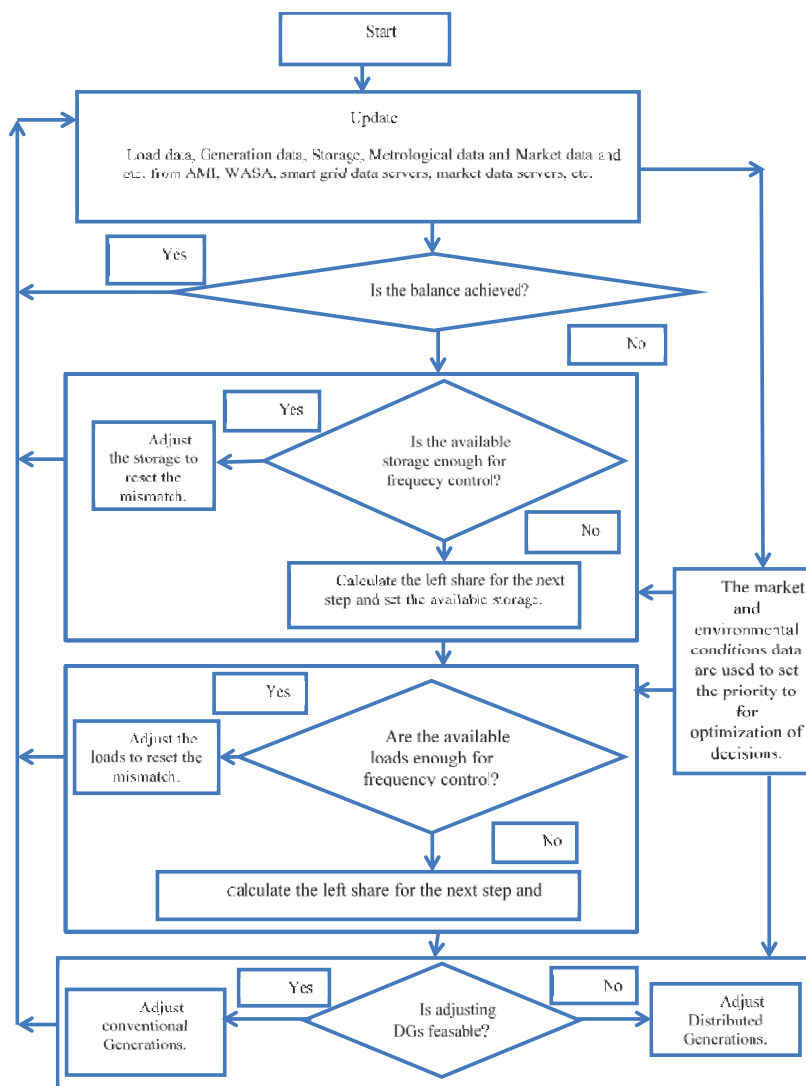 Start
Update
Load data, Generation data, Storage, Metrological data and Market data and
etc. from AMI, WASA, smart grid data servers, market data servers, etc.
Yes
Is the balance achieved?
No
Yes
Adjust
the storage to
reset the
mismatch.
Is the available
storage enough for
frequecy control?
No
Calculate the left share for the next
step and set the available storage.
The market
and
environmental
conditions data
are used to set
the priority to
for
optimization of
decisions.
Yes
Adjust the
loads to reset the
mismatch.
Are the available
loads enough for
frequency control?
No
Calculate the left share for the next step and
Yes
No
Adjust
conventional
Generations.
Is adjusting
DGs feasable?
Adjust
Distributed
Generations.